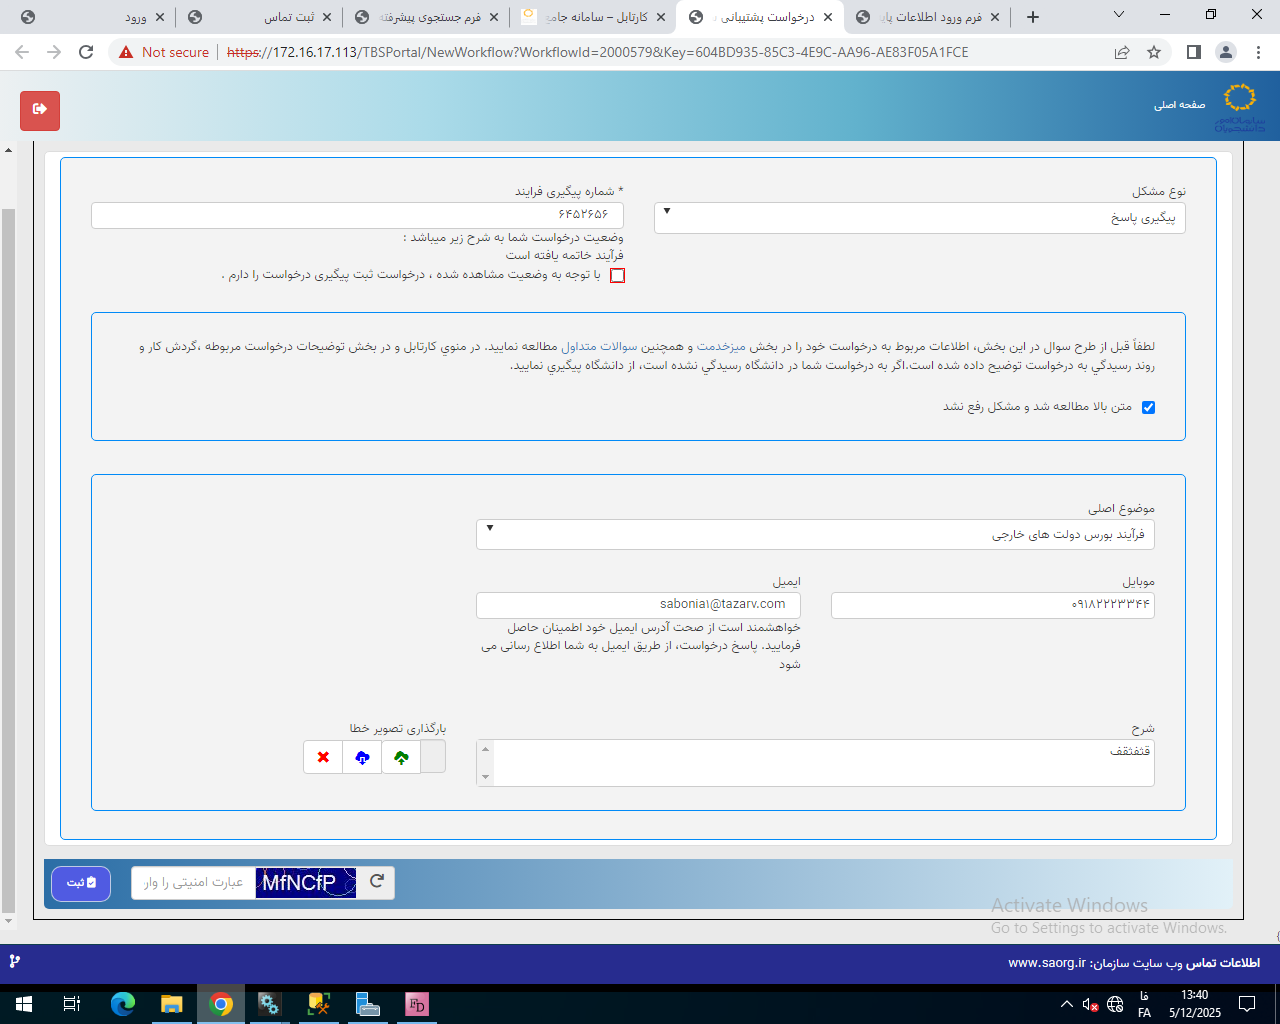 ورود
ثبت تماس
فرم جستجوی پیشرفته
کارتابل – سامانه جامع
درخواست پشتیبانی
فرم ورود اطلاعات
Not secure
https://172.16.17.113/TBSPortal/NewWorkflow?WorkflowId=2000579&Key=604BD935-85C3-4E9C-AA96-AE83F05A1FCE
صفحه اصلی
نوع مشکل
پیگیری پاسخ
* شماره پیگیری فرایند
۶۴۵۲۶۵۶
وضعیت درخواست شما به شرح زیر میباشد :
فرآیند خاتمه یافته است
با توجه به وضعیت مشاهده شده ، درخواست ثبت پیگیری درخواست را دارم .
لطفاً قبل از طرح سوال در این بخش، اطلاعات مربوط به درخواست خود را در بخش میزخدمت و همچنین سوالات متداول مطالعه نمایید. در منوي کارتابل و در بخش توضیحات درخواست مربوطه ،گردش کار و
روند رسیدگي به درخواست توضیح داده شده است.اگر به درخواست شما در دانشگاه رسیدگي نشده است، از دانشگاه پیگیري نمایید.
متن بالا مطالعه شد و مشکل رفع نشد
موضوع اصلی
فرآیند بورس دولت های خارجی
موبایل
۰۹۱۸۲۲۲۳۳۴۴
ایمیل
sabonia۱@tazarv.com
خواهشمند است از صحت آدرس ایمیل خود اطمینان حاصل
فرمایید. پاسخ درخواست، از طریق ایمیل به شما اطلاع رسانی می
شود
شرح
قثفثقف
بارگذاری تصویر خطا
MfNCfP
عبارت امنیتی را وار
ثبت
Activate Windows
Go to Settings to activate Windows.
اطلاعات تماس وب سایت سازمان: www.saorg.ir
13:40
فا
FA
5/12/2025
FD